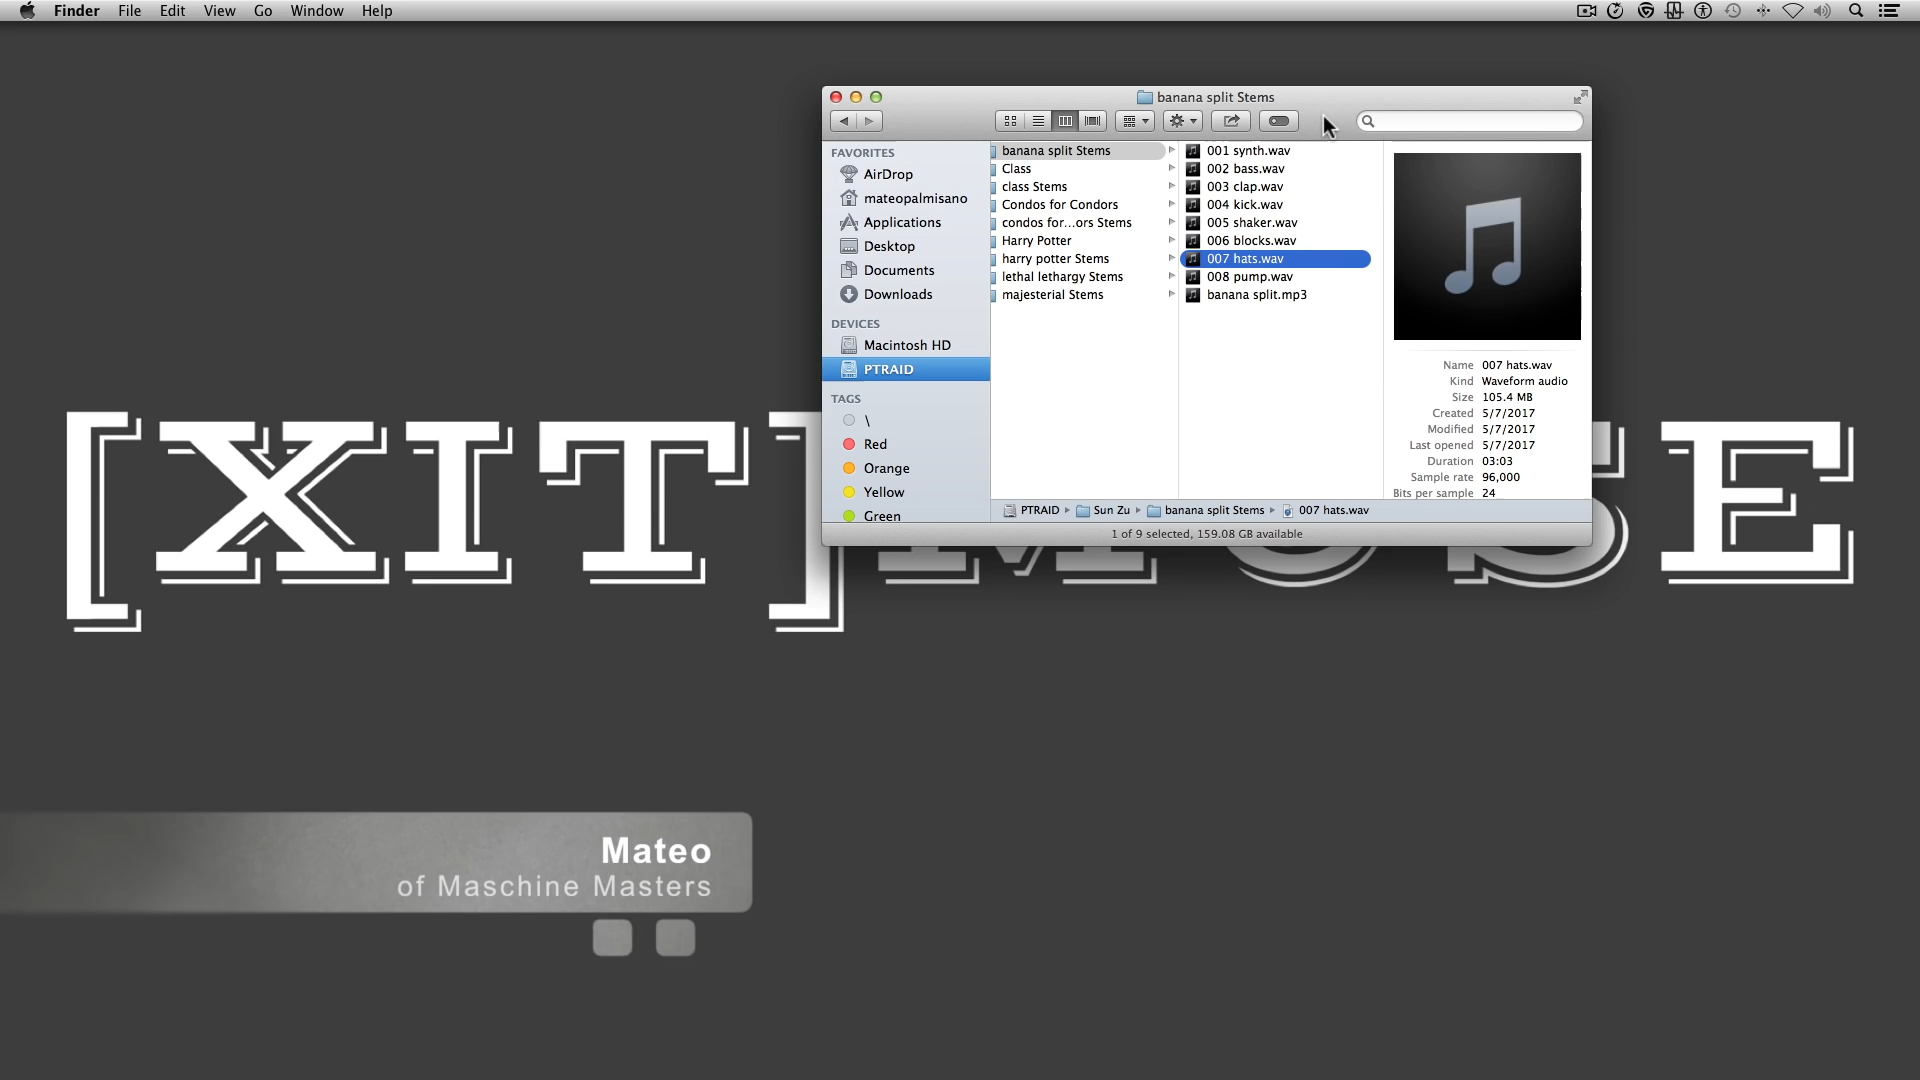 Finder File Edit View Go Window Help
banana split Stems
FAVORITES
AirDrop
mateopalmisano
Applications
Desktop
Documents
Downloads
DEVICES
Macintosh HD
PTRAID
TAGS
\
Red
Orange
Yellow
Green
banana split Stems
Class
class Stems
Condos for Condors
condos for...ors Stems
Harry Potter
harry potter Stems
lethal lethargy Stems
majesterial Stems
001 synth.wav
002 bass.wav
003 clap.wav
004 kick.wav
005 shaker.wav
006 blocks.wav
007 hats.wav
008 pump.wav
banana split.mp3
Name 007 hats.wav
Kind Waveform audio
Size 105.4 MB
Created 5/7/2017
Modified 5/7/2017
Last opened 5/7/2017
Duration 03:03
Sample rate 96,000
Bits per sample 24
PTRAID Sun Zu banana split Stems 007 hats.wav
1 of 9 selected, 159.08 GB available
[XIT]
Mateo
of Maschine Masters